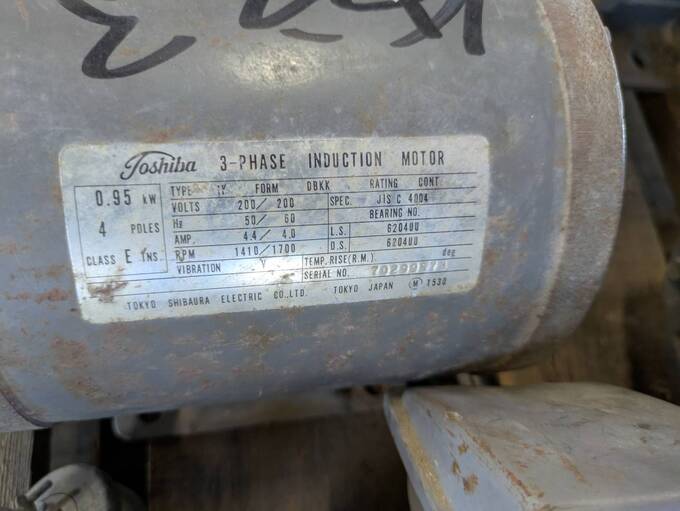 Toshiba 3-PHASE INDUCTION MOTOR
0.95 kW
4 POLES
CLASS E INS.
TYPE FORM DBKK RATING CONT
VOLTS 200/ 200 SPEC. JIS C 4004
Hz 50/ 60 BEARING NO.
AMP. 4.4/ 4.0 L.S. 6204UU
RPM 1410/1700 O.S. 6204UU
VIBRATION V TEMP. RISE(R.M.) deg
SERIAL NO.
TOKYO SHIBAURA ELECTRIC CO.,LTD. TOKYO JAPAN M T530